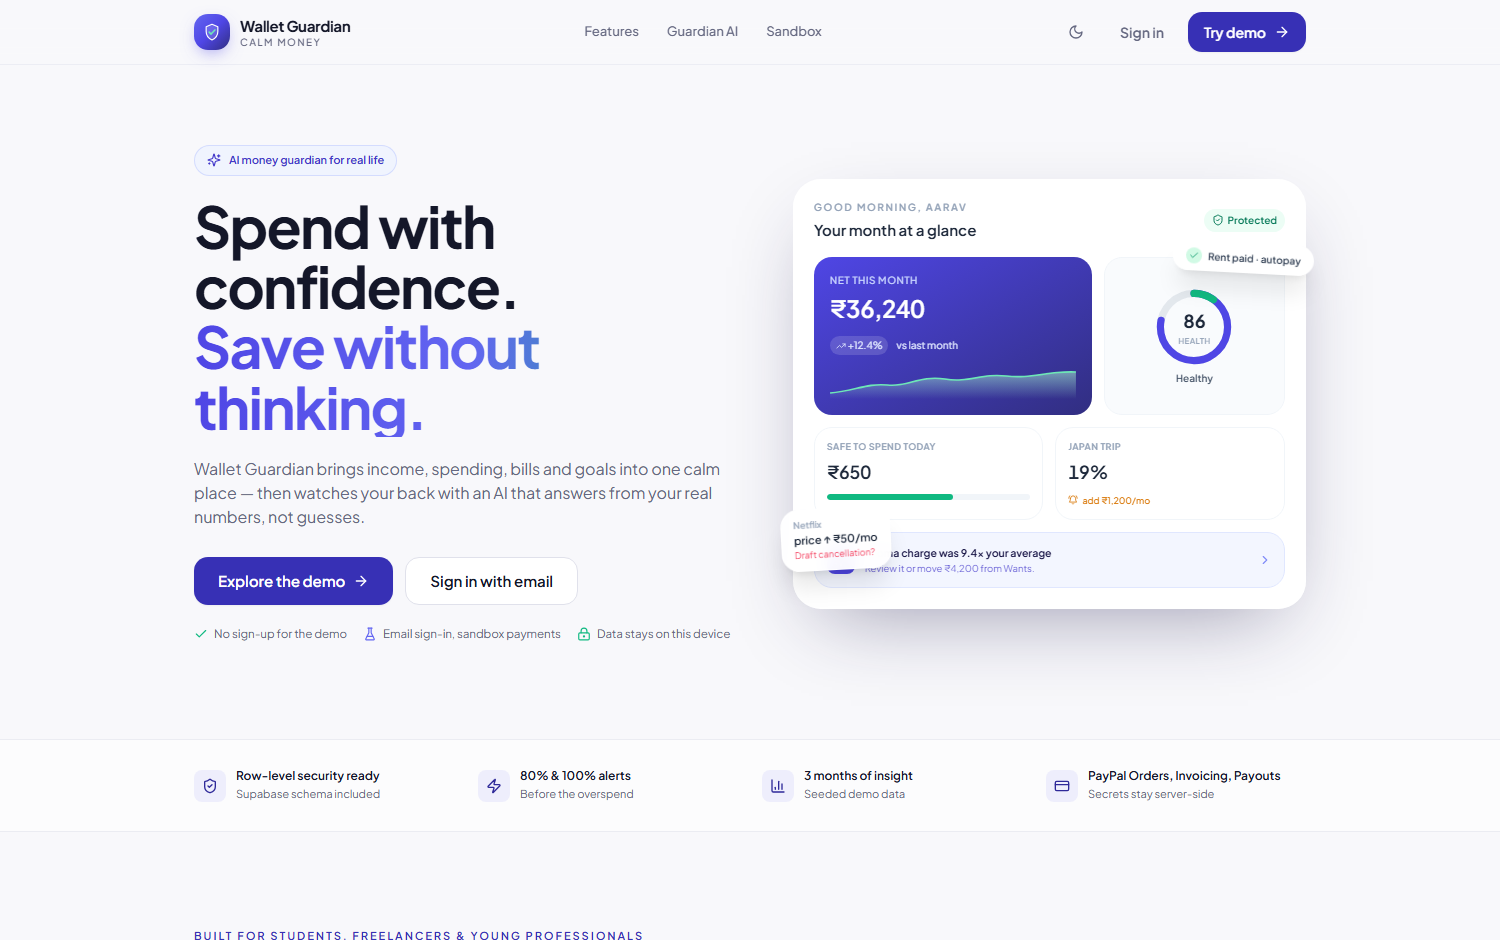 Wallet Guardian
CALM MONEY
Features
Guardian AI
Sandbox
Sign in
Try demo
AI money guardian for real life
Spend with
confidence.
Save without
thinking.
Wallet Guardian brings income, spending, bills and goals into one calm
place — then watches your back with an AI that answers from your real
numbers, not guesses.
Explore the demo
Sign in with email
No sign-up for the demo
Email sign-in, sandbox payments
Data stays on this device
GOOD MORNING, AARAV
Your month at a glance
Protected
Rent paid · autopay
NET THIS MONTH
₹36,240
+12.4%
vs last month
86
HEALTH
Healthy
SAFE TO SPEND TODAY
₹650
JAPAN TRIP
19%
add ₹1,200/mo
Netflix
price ↑ ₹50/mo
Draft cancellation?
charge was 9.4× your average
Review it or move ₹4,200 from Wants.
Row-level security ready
Supabase schema included
80% & 100% alerts
Before the overspend
3 months of insight
Seeded demo data
PayPal Orders, Invoicing, Payouts
Secrets stay server-side
BUILT FOR STUDENTS, FREELANCERS & YOUNG PROFESSIONALS